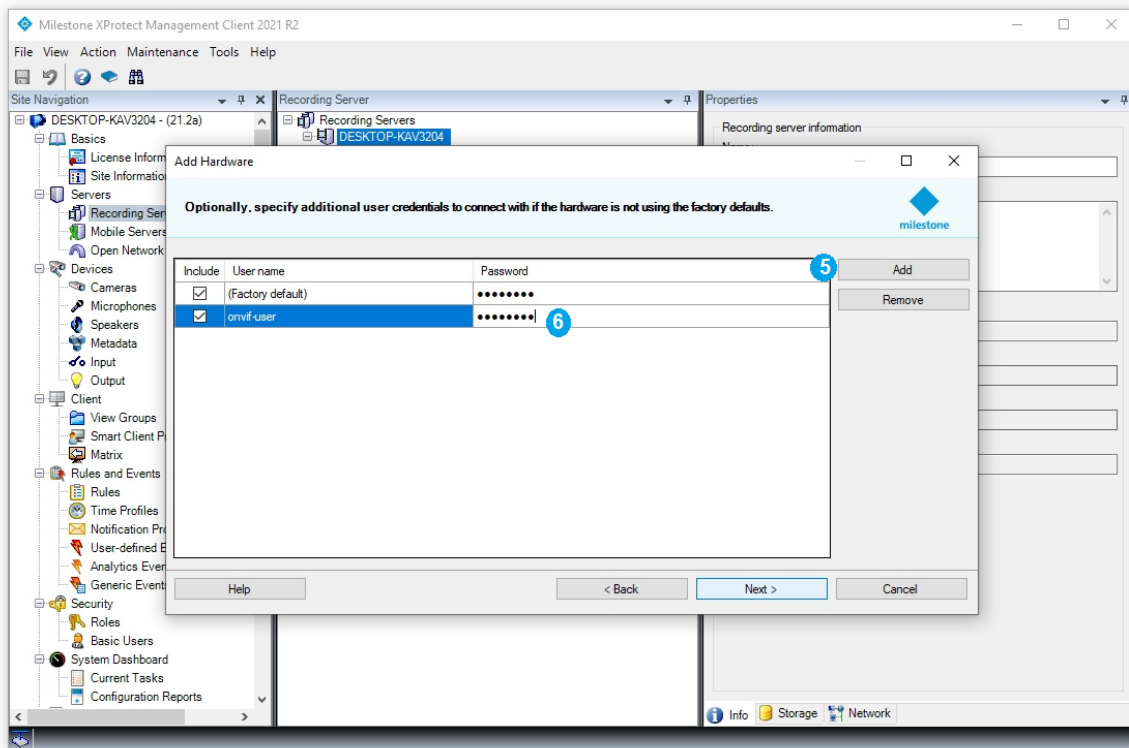 Milestone XProtect Management Client 2021 R2
File View Action Maintenance Tools Help
Site Navigation
DESKTOP-KAV3204 - (21.2a)
Basics
License Inform
Site Information
Servers
Recording Ser
Mobile Servers
Open Network
Devices
Cameras
Microphones
Speakers
Metadata
Input
Output
Client
View Groups
Smart Client P
Matrix
Rules and Events
Rules
Time Profiles
Notification Pro
User-defined E
Analytics Even
Generic Events
Security
Roles
Basic Users
System Dashboard
Current Tasks
Configuration Reports
Recording Server
Recording Servers
DESKTOP-KAV3204
Properties
Recording server information
Add Hardware
Optionally, specify additional user credentials to connect with if the hardware is not using the factory defaults.
milestone
Include User name Password
(Factory default) ●●●●●●●●
onvif-user ●●●●●●●●
5
6
Add
Remove
Help
< Back
Next >
Cancel
Info Storage Network